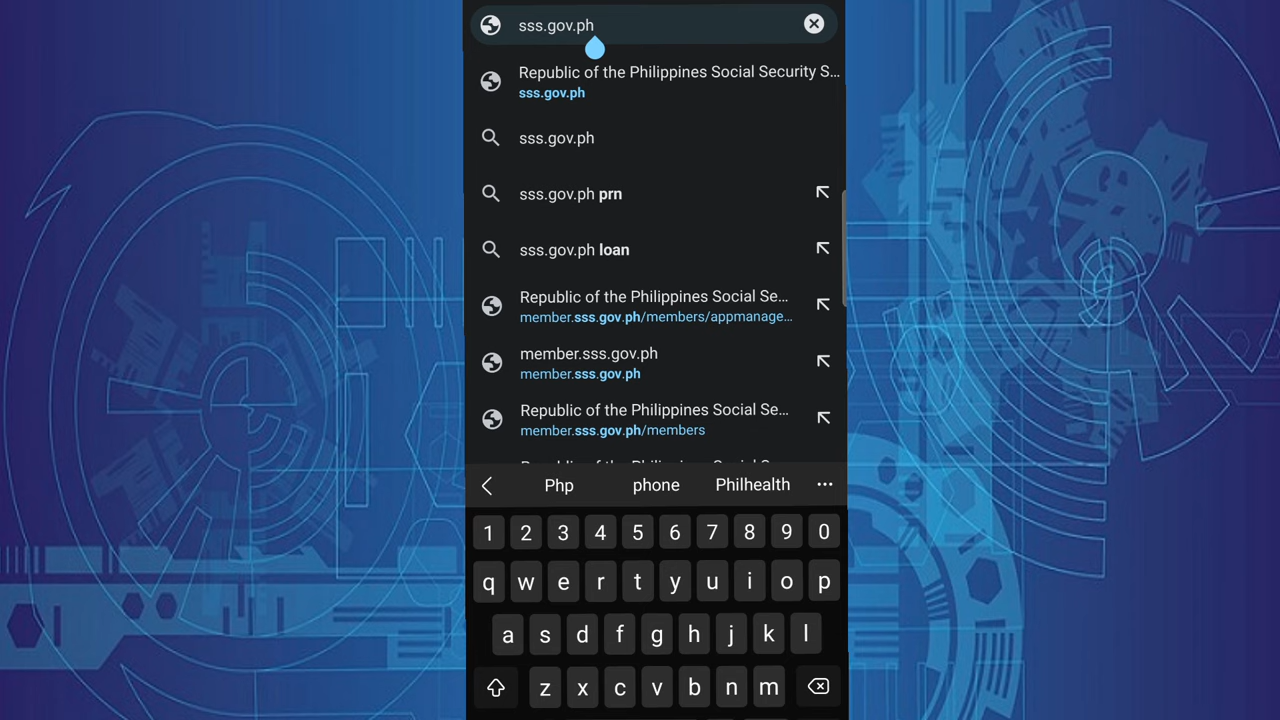 sss.gov.ph
Republic of the Philippines Social Security S...
sss.gov.ph
sss.gov.ph
sss.gov.ph prn
sss.gov.ph loan
Republic of the Philippines Social Se...
member.sss.gov.ph/members/appmanage...
member.sss.gov.ph
member.sss.gov.ph
Republic of the Philippines Social Se...
member.sss.gov.ph/members
Php phone Philhealth
1 2 3 4 5 6 7 8 9 0
q w e r t y u i o p
a s d f g h j k l
z x c v b n m